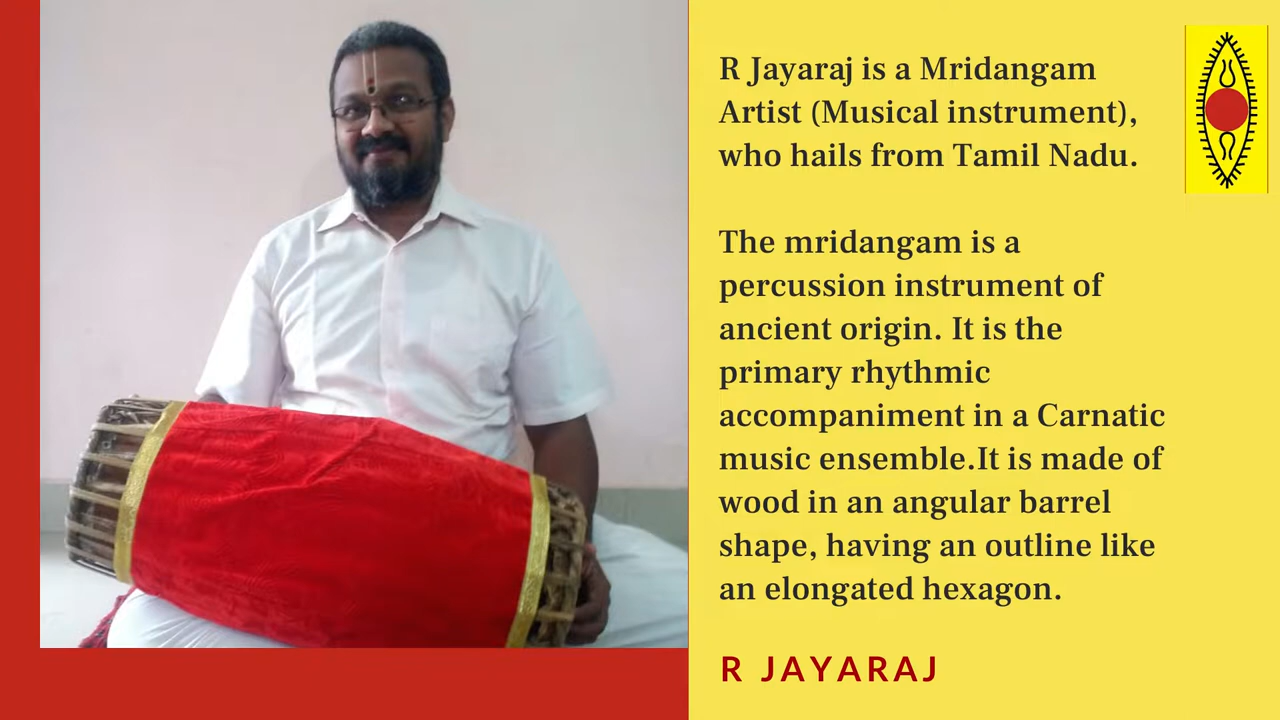 R Jayaraj is a Mridangam
Artist (Musical instrument),
who hails from Tamil Nadu.
The mridangam is a
percussion instrument of
ancient origin. It is the
primary rhythmic
accompaniment in a Carnatic
music ensemble.It is made of
wood in an angular barrel
shape, having an outline like
an elongated hexagon.
R JAYARAJ